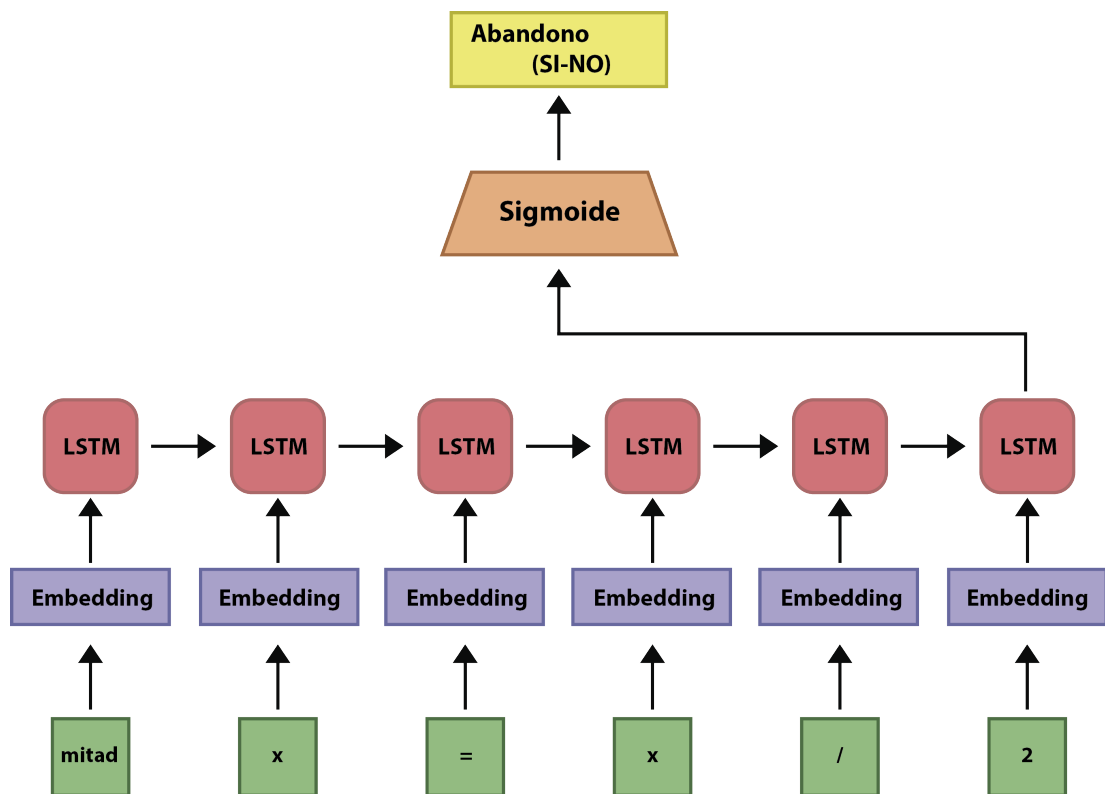 Abandono
(SI-NO)
Sigmoide
LSTM LSTM LSTM LSTM LSTM LSTM
Embedding Embedding Embedding Embedding Embedding Embedding
mitad x = x / 2